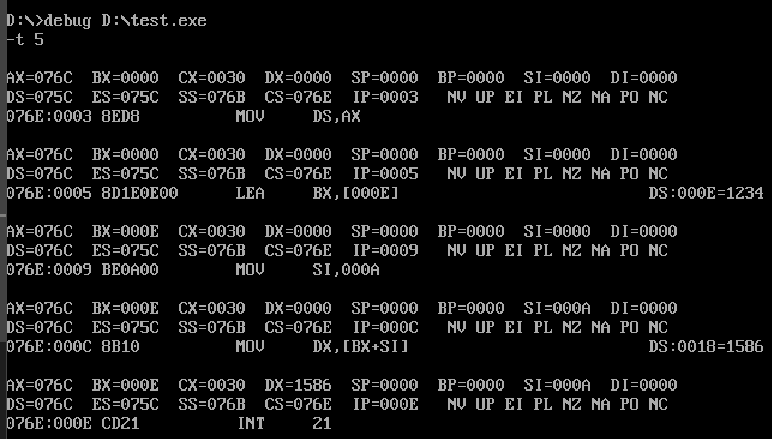 D:\>debug D:\test.exe
-t 5
AX=076C  BX=0000  CX=0030  DX=0000  SP=0000  BP=0000  SI=0000  DI=0000
DS=075C  ES=075C  SS=076B  CS=076E  IP=0003   NV UP EI PL NZ NA PO NC
076E:0003 8ED8          MOV     DS,AX
AX=076C  BX=0000  CX=0030  DX=0000  SP=0000  BP=0000  SI=0000  DI=0000
DS=076C  ES=075C  SS=076B  CS=076E  IP=0005   NV UP EI PL NZ NA PO NC
076E:0005 8D1E0E00      LEA     BX,[000E]                          DS:000E=1234
AX=076C  BX=000E  CX=0030  DX=0000  SP=0000  BP=0000  SI=0000  DI=0000
DS=076C  ES=075C  SS=076B  CS=076E  IP=0009   NV UP EI PL NZ NA PO NC
076E:0009 BE0A00        MOV     SI,000A
AX=076C  BX=000E  CX=0030  DX=0000  SP=0000  BP=0000  SI=000A  DI=0000
DS=076C  ES=075C  SS=076B  CS=076E  IP=000C   NV UP EI PL NZ NA PO NC
076E:000C 8B10          MOV     DX,[BX+SI]                         DS:0018=1586
AX=076C  BX=000E  CX=0030  DX=1586  SP=0000  BP=0000  SI=000A  DI=0000
DS=076C  ES=075C  SS=076B  CS=076E  IP=000E   NV UP EI PL NZ NA PO NC
076E:000E CD21          INT     21